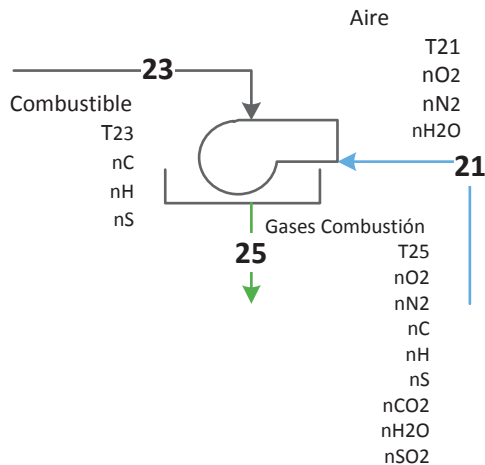 Aire
T21
nO2
nN2
nH2O
23
Combustible
T23
nC
nH
nS
21
Gases Combustión
25
T25
nO2
nN2
nC
nH
nS
nCO2
nH2O
nSO2